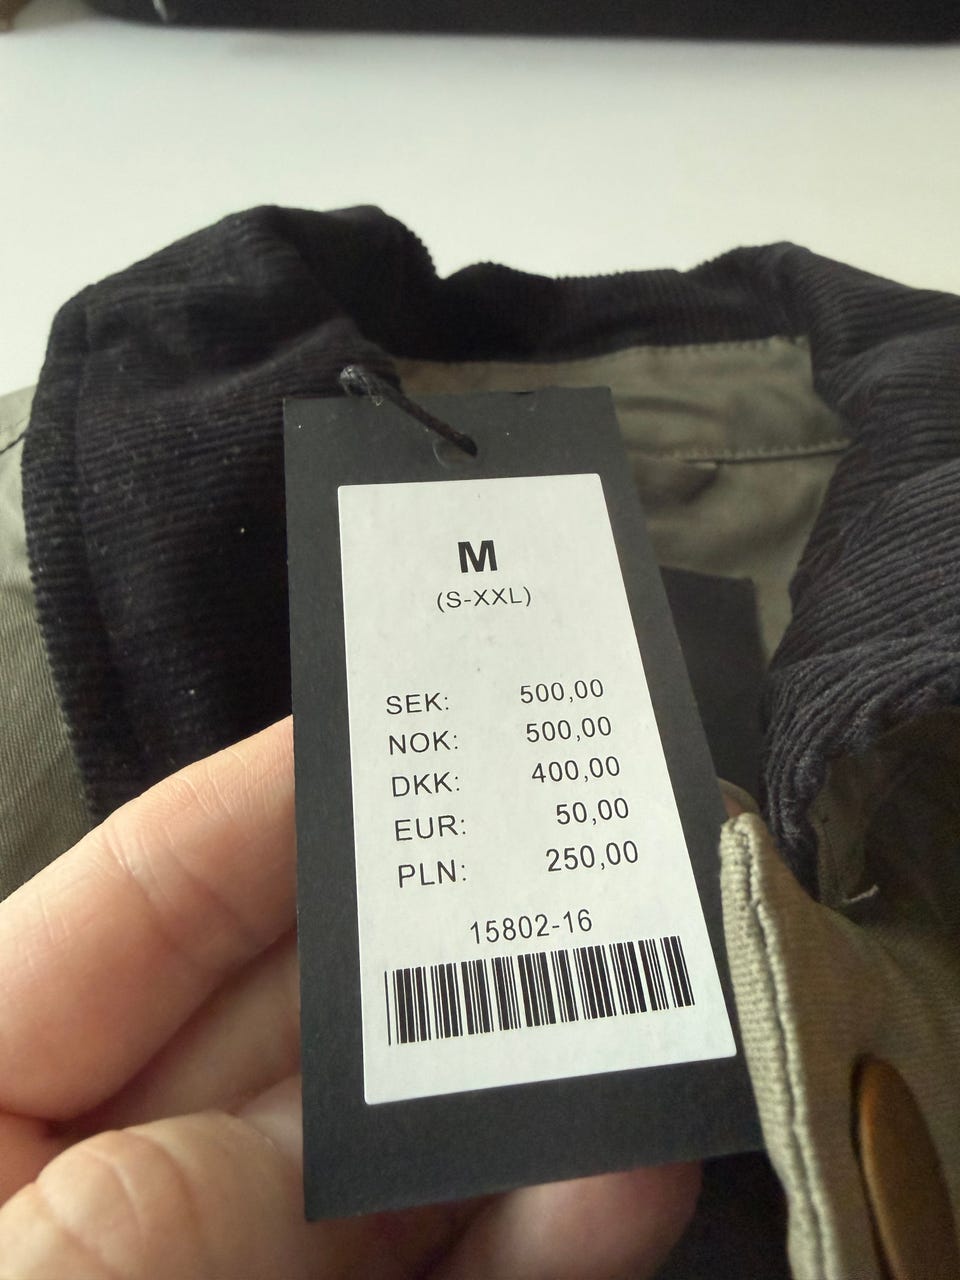 M
(S-XXL)
SEK: 500,00
NOK: 500,00
DKK: 400,00
EUR: 50,00
PLN: 250,00
15802-16